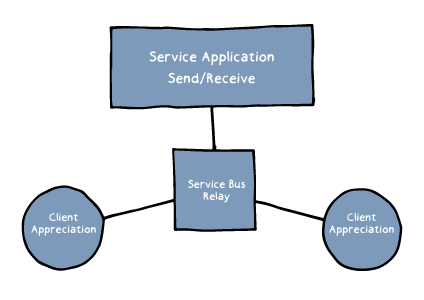 Service Application
Send/Receive
Service Bus
Relay
Client
Appreciation
Client
Appreciation